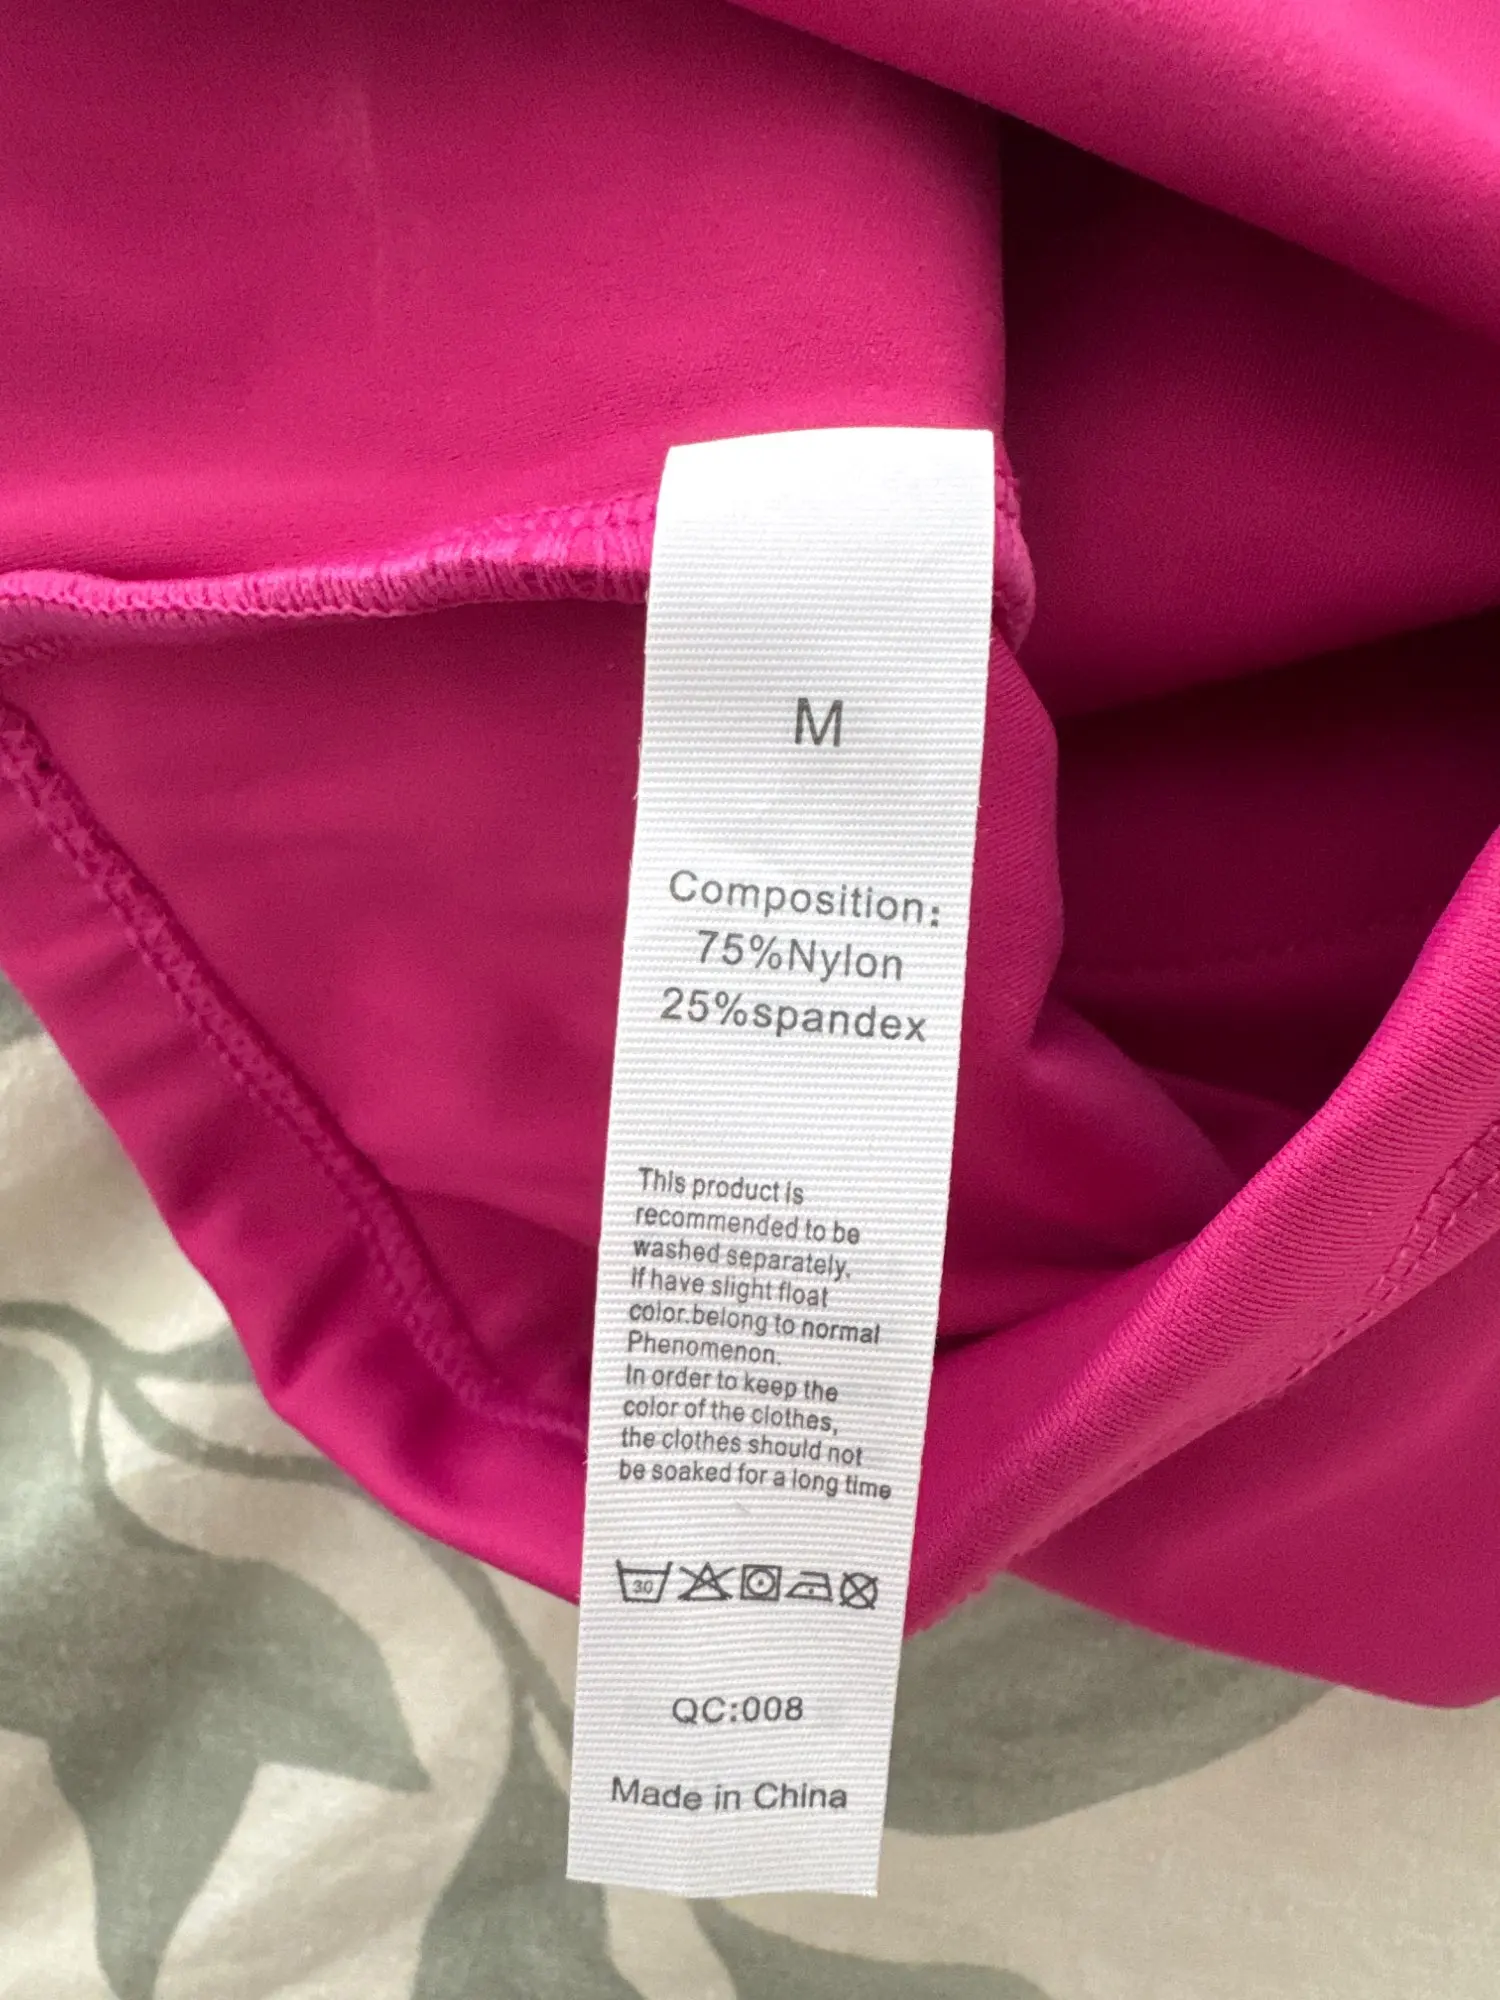 M
Composition:
75%Nylon
25%spandex
This product is
recommended to be
washed separately.
If have slight float
color.belong to normal
Phenomenon.
In order to keep the
color of the clothes,
the clothes should not
be soaked for a long time
30
QC:008
Made in China